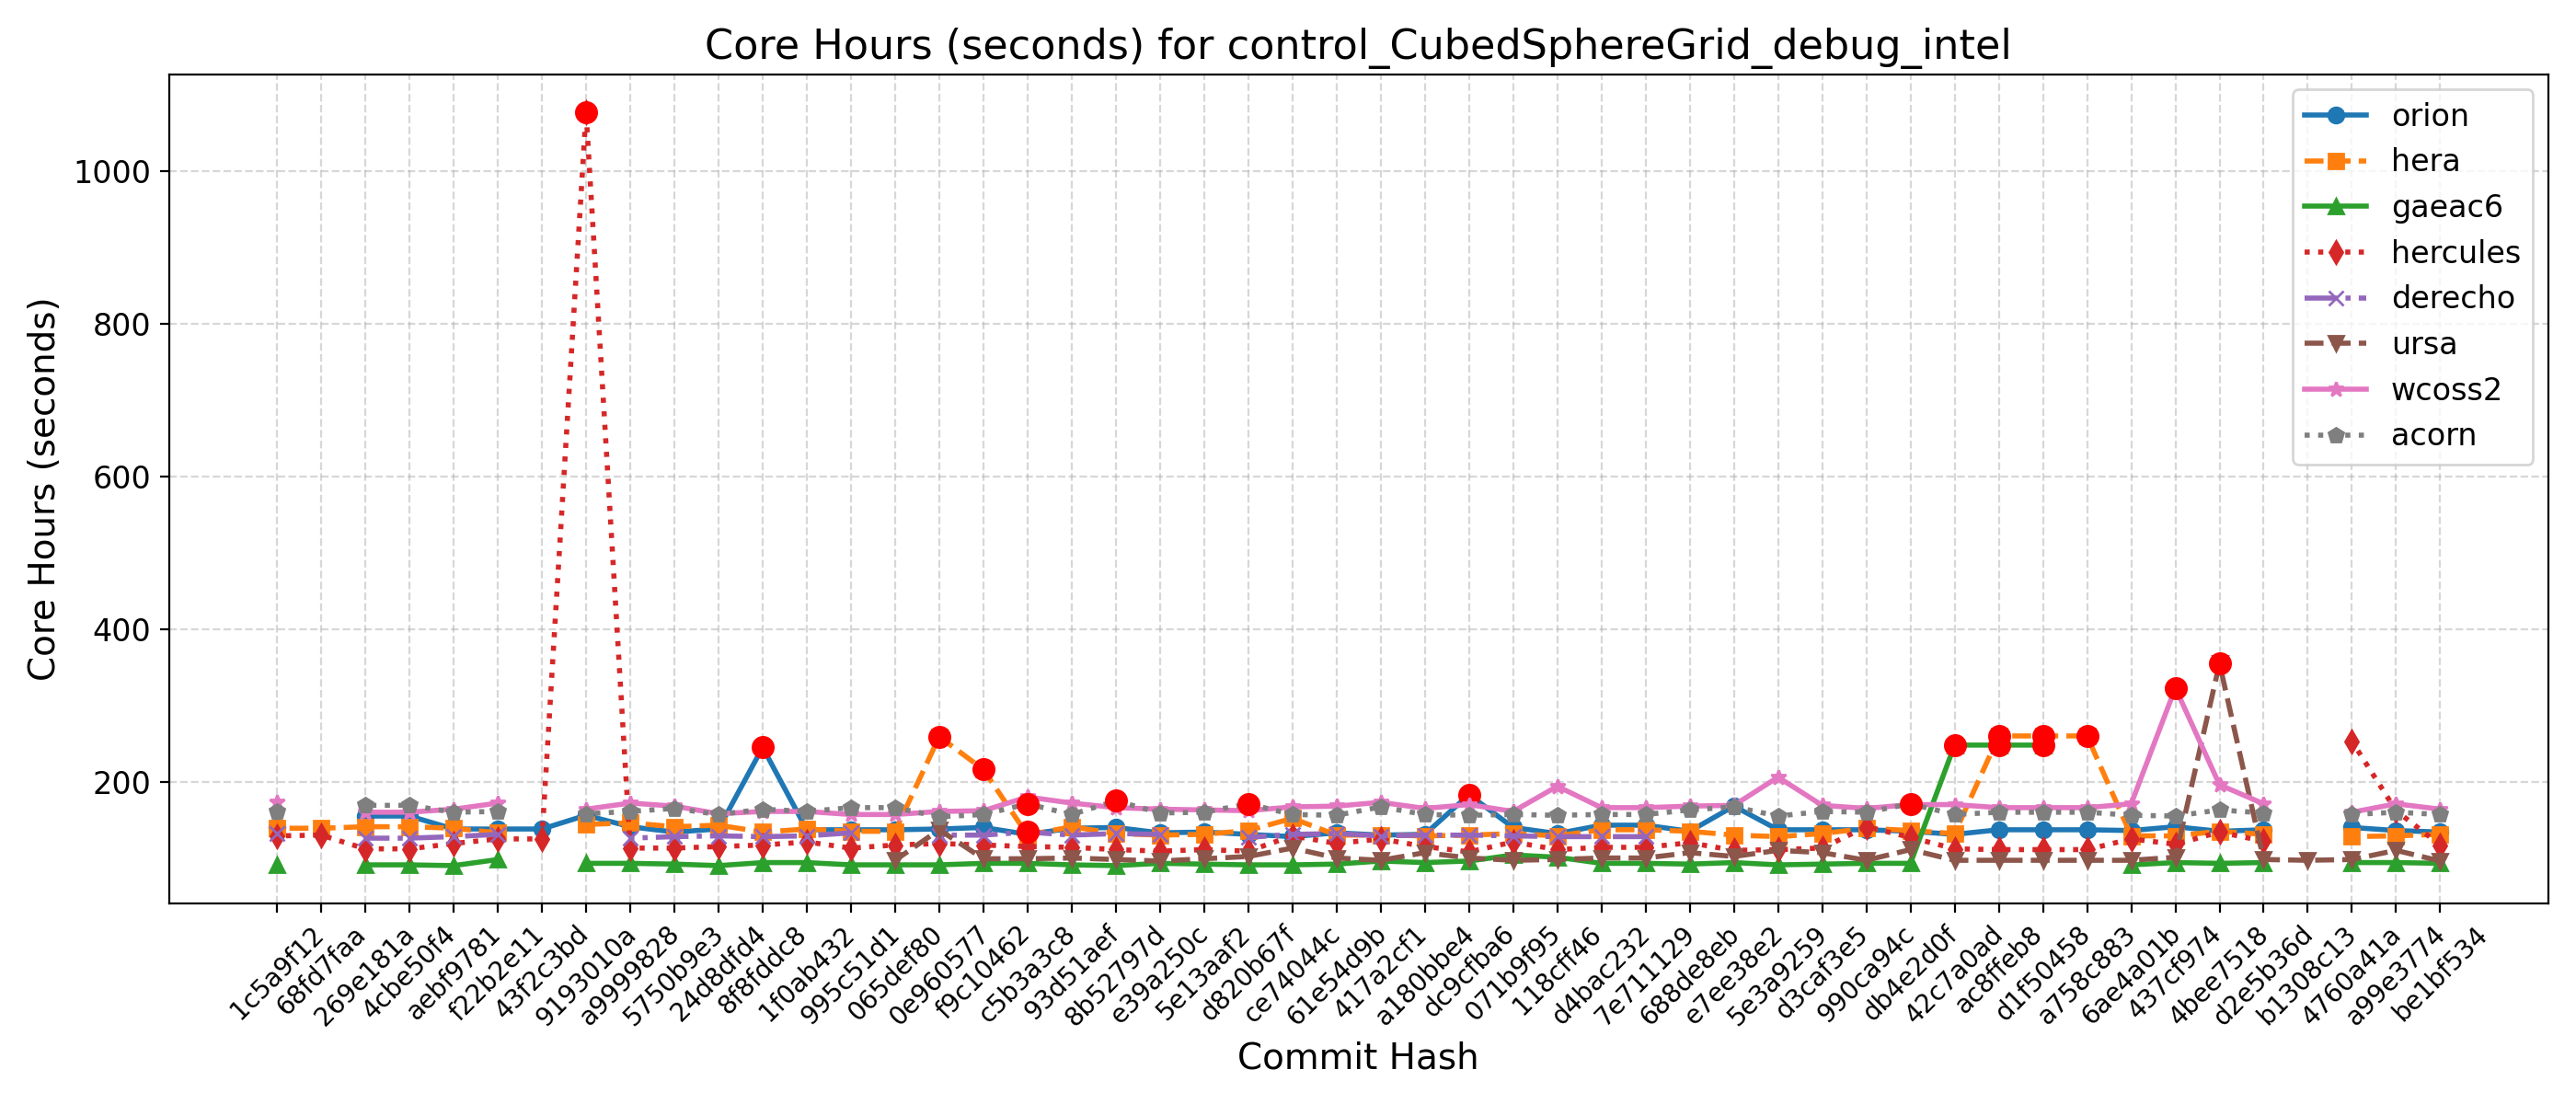 Core Hours (seconds) for control_CubedSphereGrid_debug_intel
Core Hours (seconds)
1000
800
600
400
200
orion
hera
gaeac6
hercules
derecho
ursa
wcoss2
acorn
1c5a9f12
68fd7faa
269e181a
4cbe50f4
aebf9781
f22b2e11
43f2c3bd
9193010a
a9999828
5750b9e3
24d8dfd4
8f8fddc8
1f0ab432
995c51d1
065def80
0e960577
f9c10462
c5b3a3c8
93d51aef
8b52797d
e39a250c
5e13aaf2
d820b67f
ce74044c
61e54d9b
417a2cf1
a180bbe4
dc9cfba6
071b9f95
118cff46
d4bac232
7e711129
688de8eb
e7ee38e2
5e3a9259
d3caf3e5
990ca94c
db4e2d0f
42c7a0ad
ac8ffeb8
d1f50458
a758c883
6ae4a01b
437cf974
4bee7518
d2e5b36d
b1308c13
4760a41a
a99e3774
be1bf534
Commit Hash